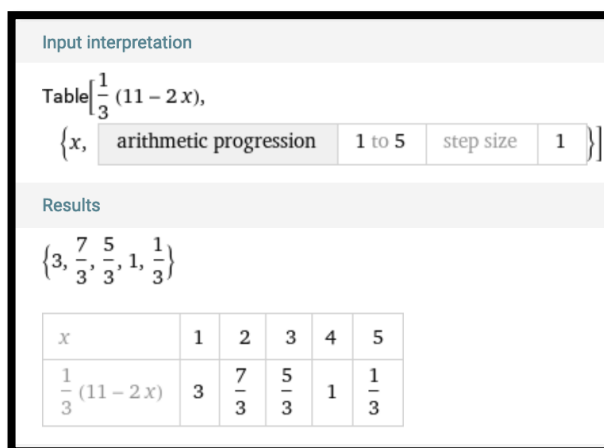 Input interpretation
Table[1/3 (11 – 2 x),
{x, arithmetic progression 1 to 5 step size 1 }]
Results
{3, 7/3, 5/3, 1, 1/3}
x 1 2 3 4 5
1/3 (11 – 2 x) 3 7/3 5/3 1 1/3